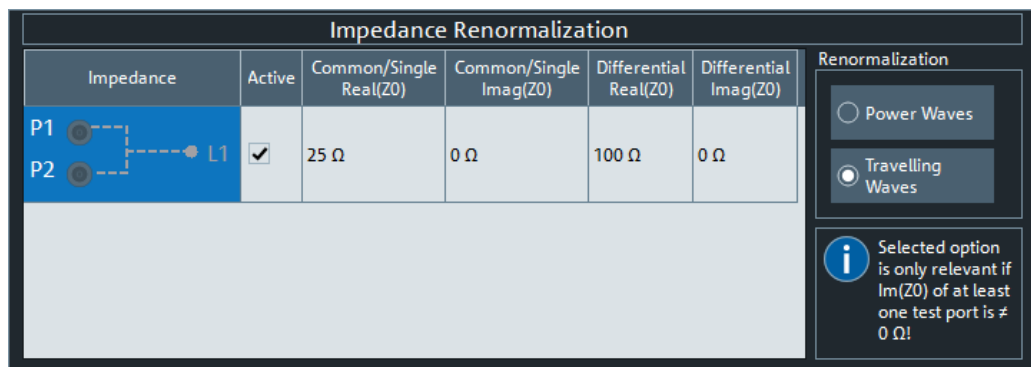 Impedance Renormalization
Impedance
Active
Common/Single
Real(Z0)
Common/Single
Imag(Z0)
Differential
Real(Z0)
Differential
Imag(Z0)
P1
P2
L1
25 Ω
0 Ω
100 Ω
0 Ω
Renormalization
Power Waves
Travelling
Waves
Selected option
is only relevant if
Im(Z0) of at least
one test port is ≠
0 Ω!